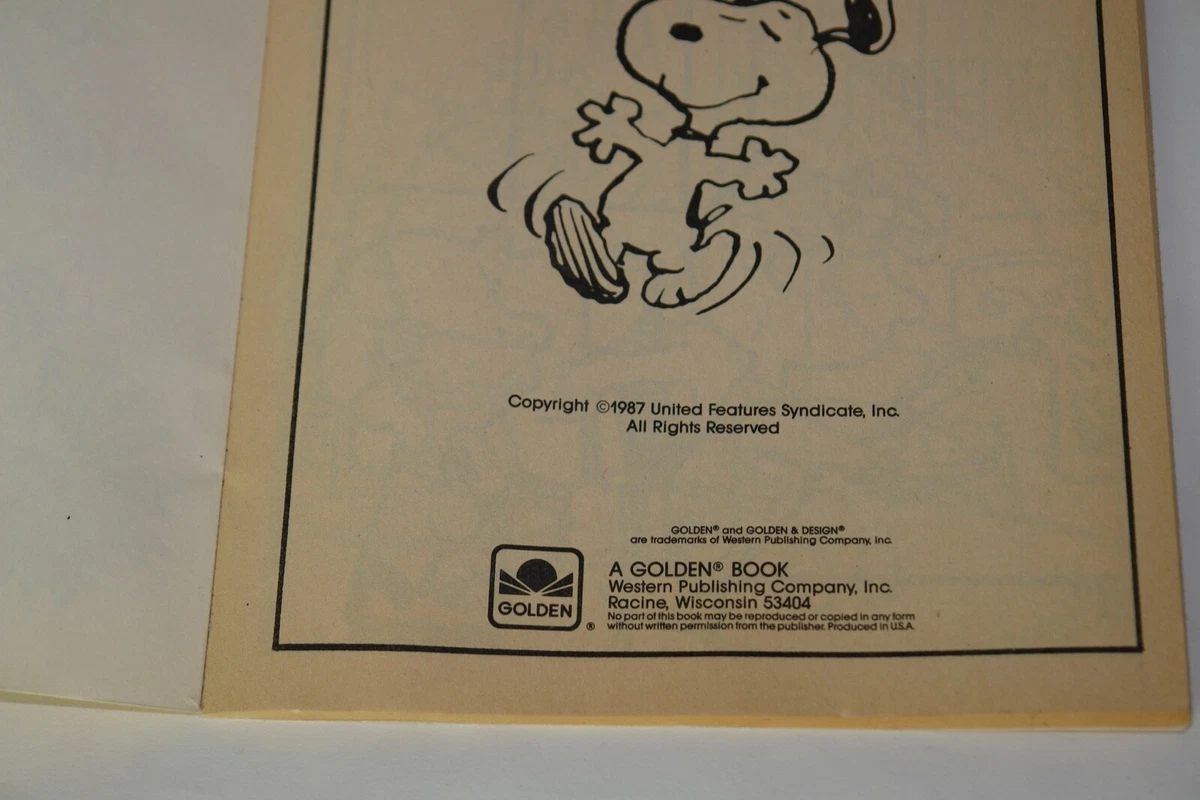 Copyright ©1987 United Features Syndicate, Inc.
All Rights Reserved
GOLDEN® and GOLDEN & DESIGN®
are trademarks of Western Publishing Company, Inc.
GOLDEN
®
A GOLDEN® BOOK
Western Publishing Company, Inc.
Racine, Wisconsin 53404
No part of this book may be reproduced or copied in any form
without written permission from the publisher. Produced in U.S.A.